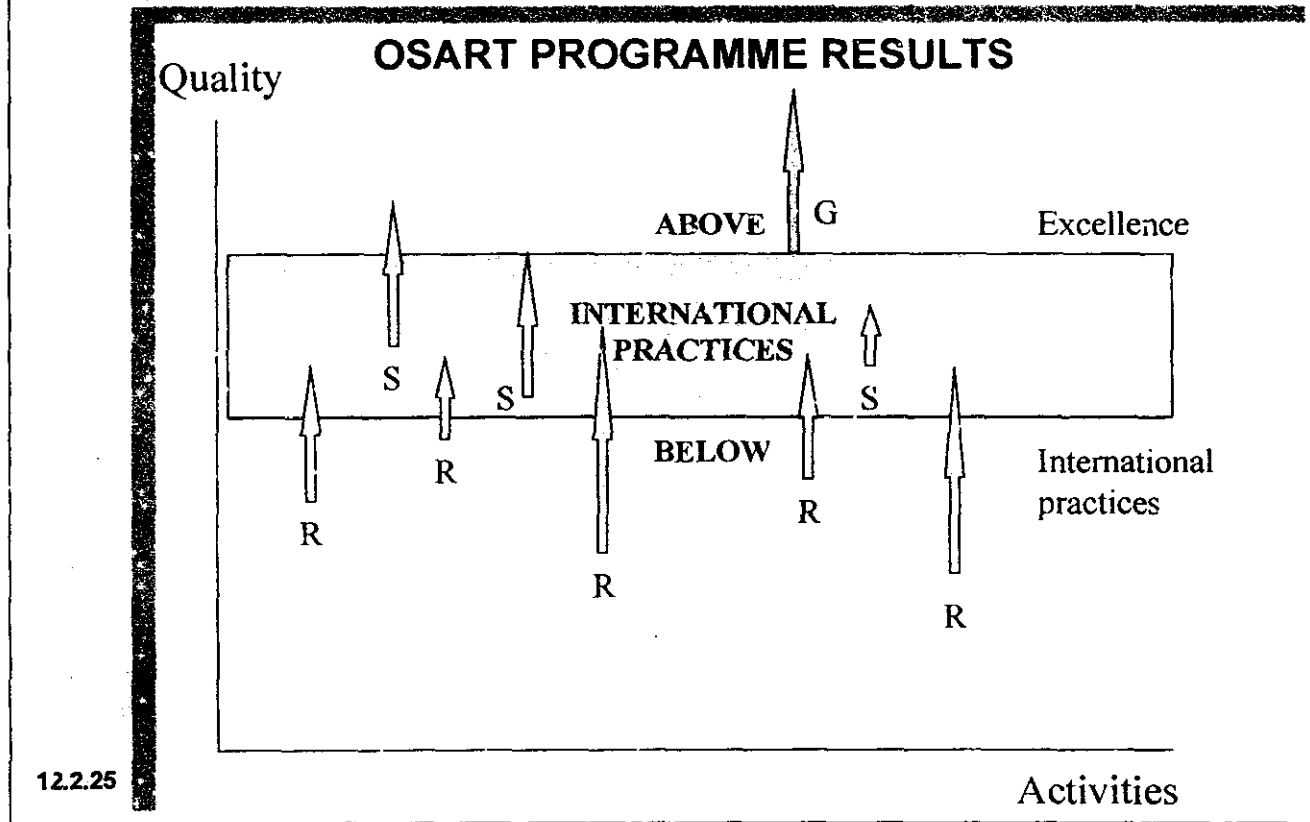 OSART PROGRAMME RESULTS
Quality
ABOVE
G
Excellence
INTERNATIONAL
PRACTICES
S
S
S
BELOW
R
R
R
R
R
International
practices
12.2.25
Activities